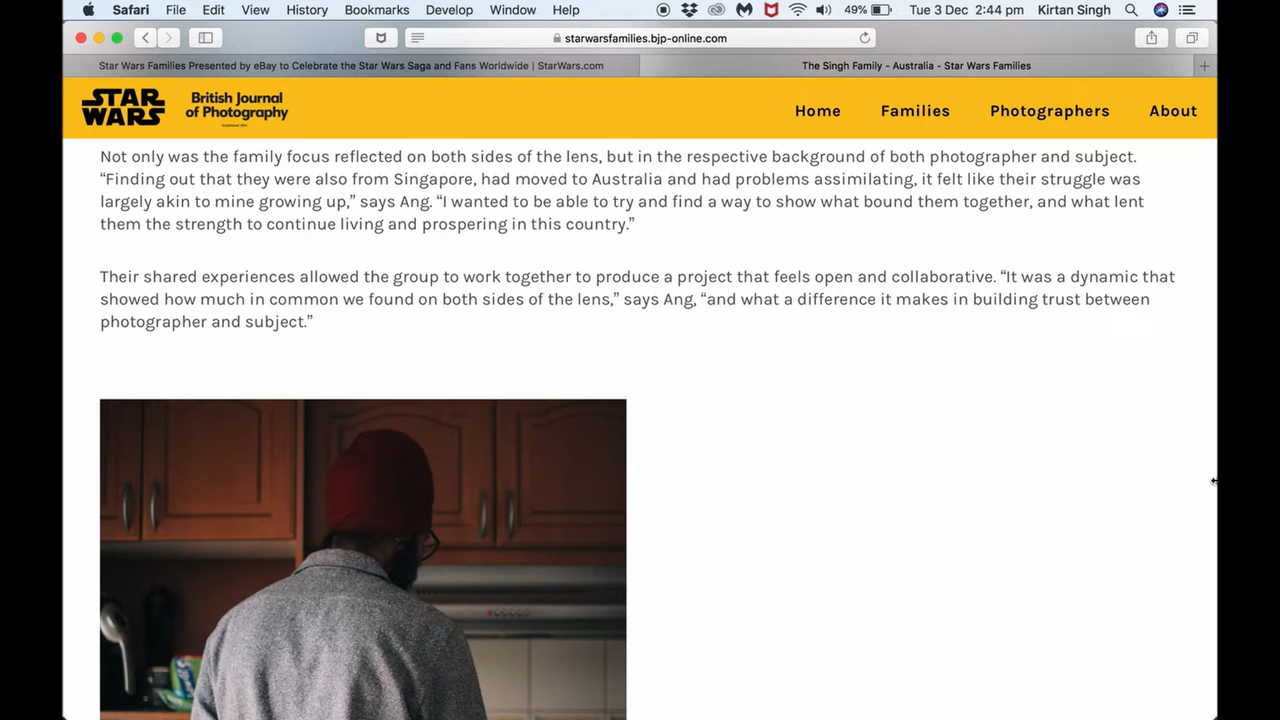 Safari File Edit View History Bookmarks Develop Window Help 49% Tue 3 Dec 2:44 pm Kirtan Singh
starwarsfamilies.bjp-online.com
Star Wars Families Presented by eBay to Celebrate the Star Wars Saga and Fans Worldwide | StarWars.com
The Singh Family - Australia - Star Wars Families
STAR
WARS
British Journal
of Photography
Home Families Photographers About
Not only was the family focus reflected on both sides of the lens, but in the respective background of both photographer and subject.
“Finding out that they were also from Singapore, had moved to Australia and had problems assimilating, it felt like their struggle was
largely akin to mine growing up,” says Ang. “I wanted to be able to try and find a way to show what bound them together, and what lent
them the strength to continue living and prospering in this country.”
Their shared experiences allowed the group to work together to produce a project that feels open and collaborative. “It was a dynamic that
showed how much in common we found on both sides of the lens,” says Ang, “and what a difference it makes in building trust between
photographer and subject.”